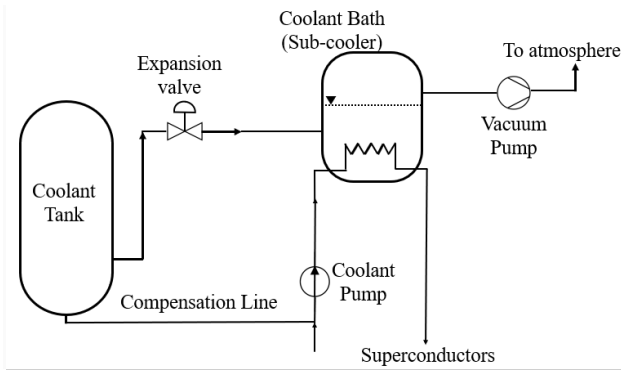 Coolant Bath
(Sub-cooler)
To atmosphere
Expansion
valve
Vacuum
Pump
Coolant
Tank
Coolant
Pump
Compensation Line
Superconductors